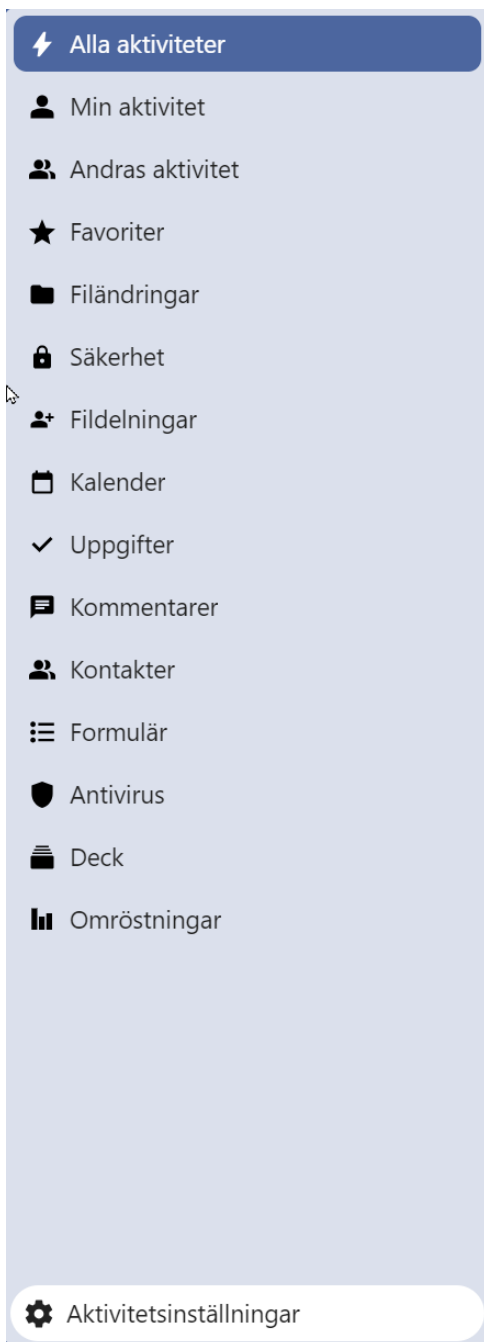 Alla aktiviteter
Min aktivitet
Andras aktivitet
Favoriter
Filändringar
Säkerhet
Fildelningar
Kalender
Uppgifter
Kommentarer
Kontakter
Formulär
Antivirus
Deck
Omröstningar
Aktivitetsinställningar